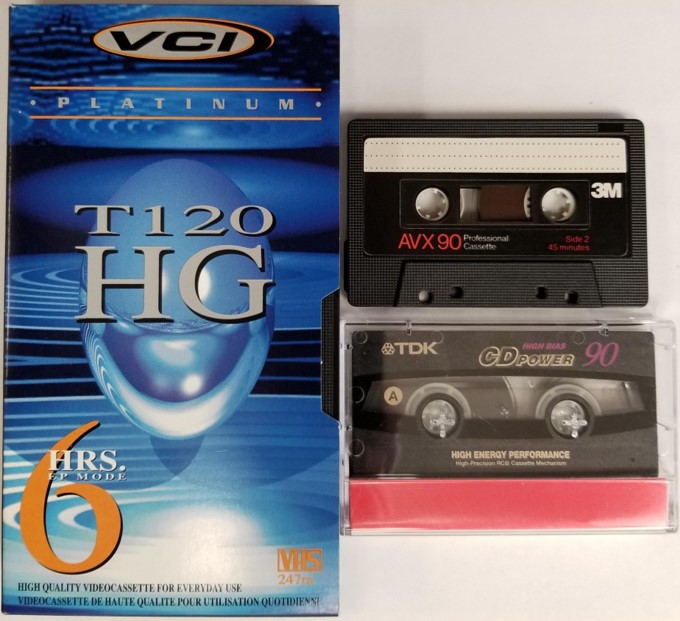 VCI
• PLATINUM •
T120
HG
6
HRS.
EP MODE
VHS
247m
HIGH QUALITY VIDEOCASSETTE FOR EVERYDAY USE
VIDEOCASSETTE DE HAUTE QUALITE POUR UTILISATION QUOTIDIENNE
3M
AVX 90 Professional Cassette
Side 2
45 minutes
TDK
HIGH BIAS
CD POWER 90
A
HIGH ENERGY PERFORMANCE
High-Precision RCS Cassette Mechanism